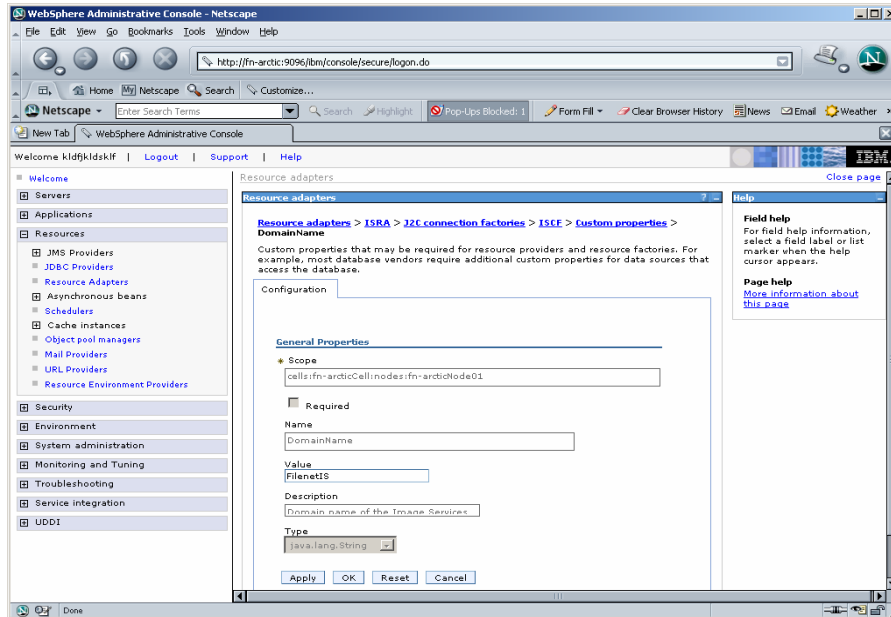 WebSphere Administrative Console - Netscape
File Edit View Go Bookmarks Tools Window Help
http://fn-arctic:9096/ibm/console/secure/logon.do
Home My Netscape Search Customize...
Netscape Enter Search Terms Search Highlight Pop-Ups Blocked: 1 Form Fill Clear Browser History News Email Weather
New Tab WebSphere Administrative Console
Welcome kldfjkldsklf | Logout | Support | Help IBM
Welcome
Servers
Applications
Resources
JMS Providers
JDBC Providers
Resource Adapters
Asynchronous beans
Schedulers
Cache instances
Object pool managers
Mail Providers
URL Providers
Resource Environment Providers
Security
Environment
System administration
Monitoring and Tuning
Troubleshooting
Service integration
UDDI
Resource adapters Close page
Resource adapters ? -
Resource adapters > ISRA > J2C connection factories > ISCF > Custom properties >
DomainName
Custom properties that may be required for resource providers and resource factories. For
example, most database vendors require additional custom properties for data sources that
access the database.
Configuration
General Properties
* Scope
cells:fn-arcticCell:nodes:fn-arcticNode01
Required
Name
DomainName
Value
FilenetIS
Description
Domain name of the Image Services
Type
java.lang.String
Apply OK Reset Cancel
Help
Field help
For field help information,
select a field label or list
marker when the help
cursor appears.
Page help
More information about
this page
Done